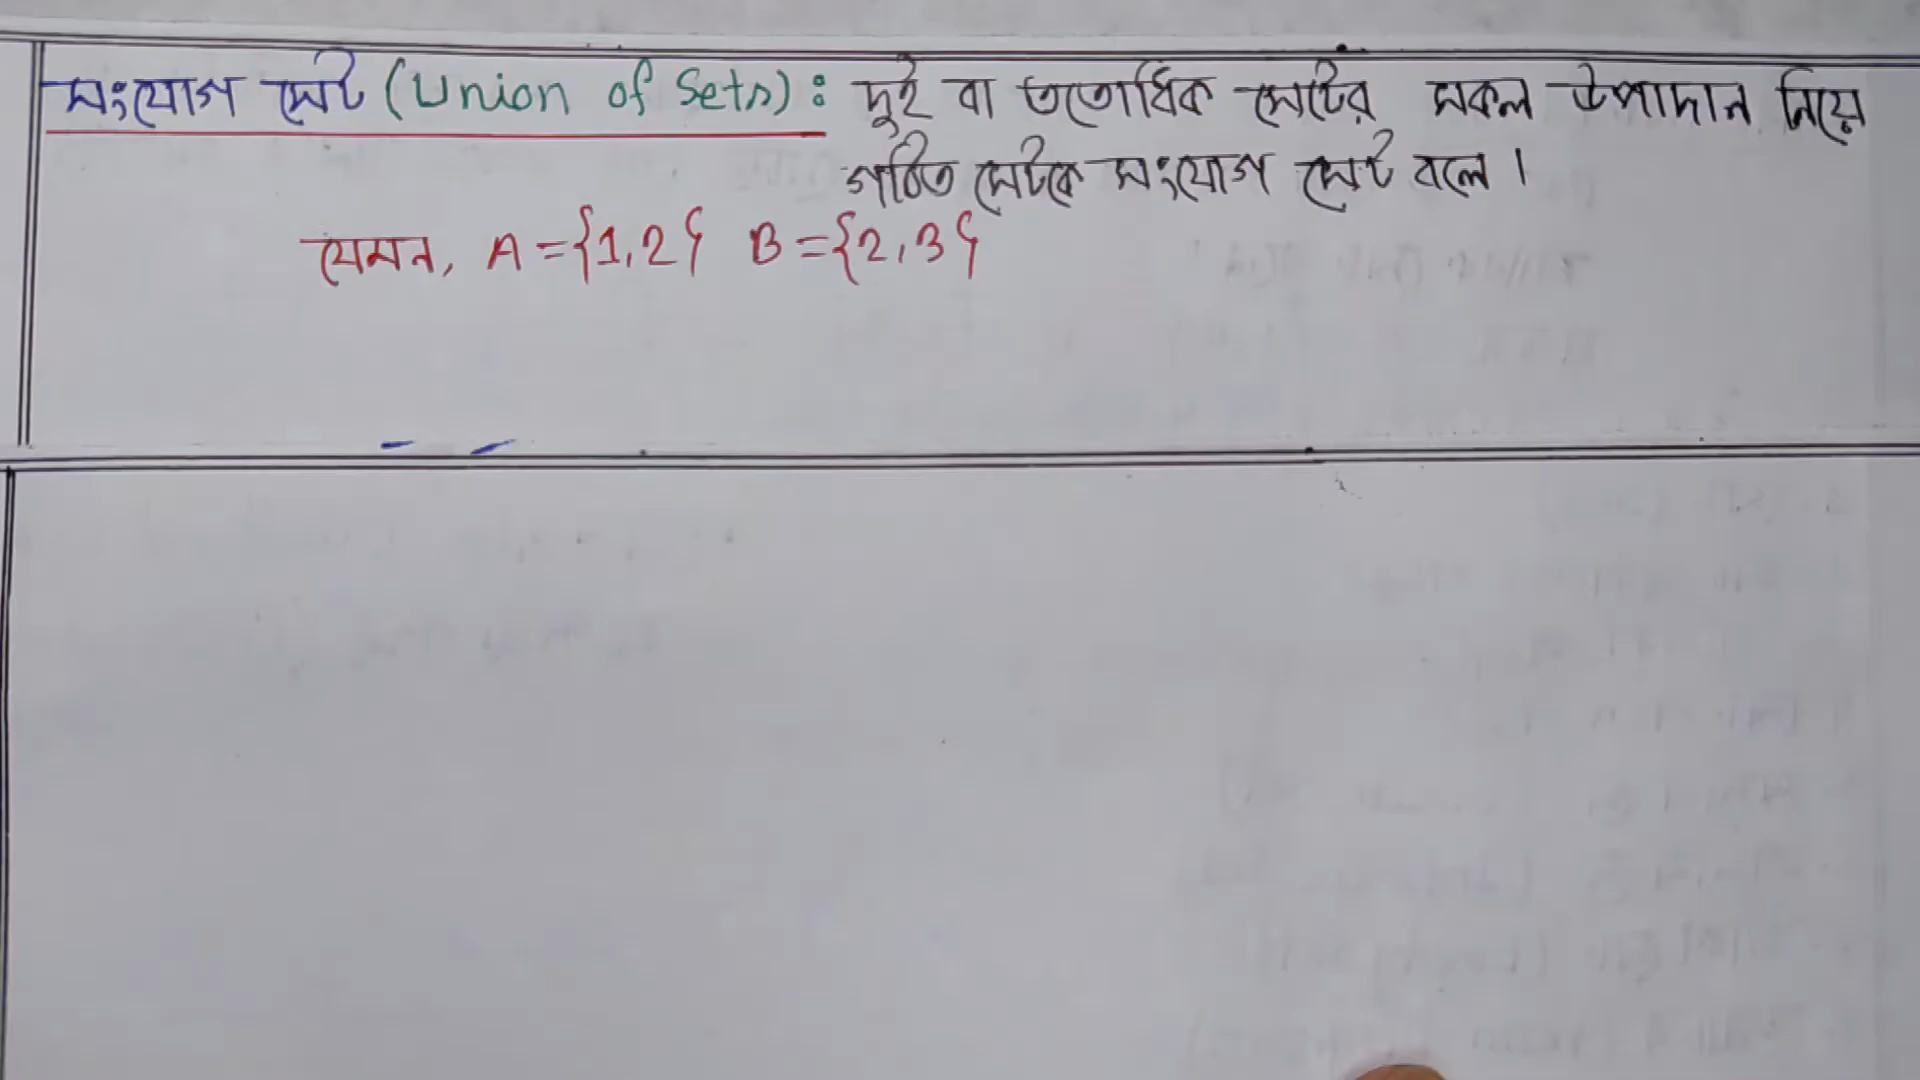 সংযোগ সেট (Union of Sets): দুই বা ততোধিক সেটের সকল উপাদান নিয়ে
গঠিত সেটকে সংযোগ সেট বলে।
যেমন, A = {1, 2} B = {2, 3}